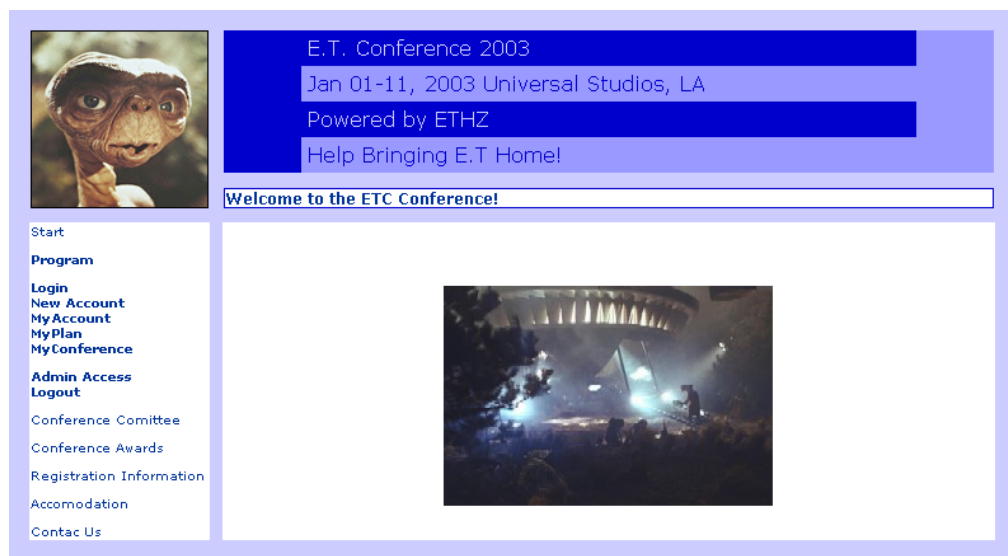 E.T. Conference 2003
Jan 01-11, 2003 Universal Studios, LA
Powered by ETHZ
Help Bringing E.T Home!
Welcome to the ETC Conference!
Start
Program
Login
New Account
MyAccount
MyPlan
MyConference
Admin Access
Logout
Conference Comittee
Conference Awards
Registration Information
Accomodation
Contac Us